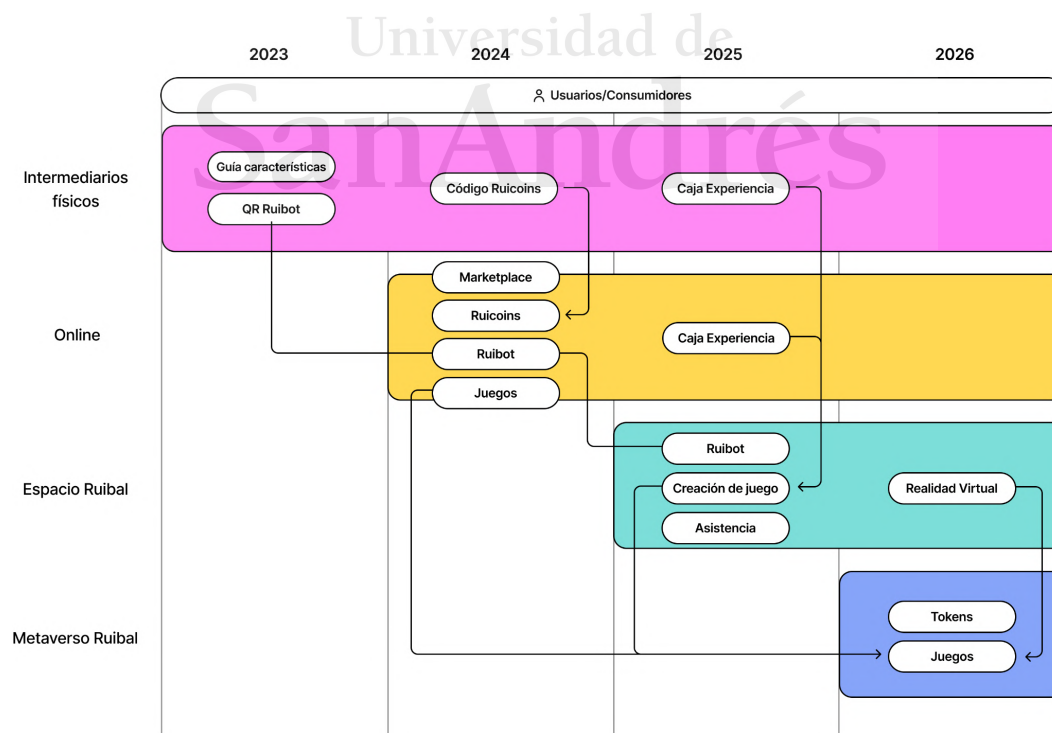 Universidad de
SanAndrés
2023
2024
2025
2026
Usuarios/Consumidores
Intermediarios
físicos
Guía características
QR Ruibot
Código Ruicoins
Caja Experiencia
Online
Marketplace
Ruicoins
Ruibot
Juegos
Caja Experiencia
Espacio Ruibal
Ruibot
Creación de juego
Asistencia
Realidad Virtual
Metaverso Ruibal
Tokens
Juegos